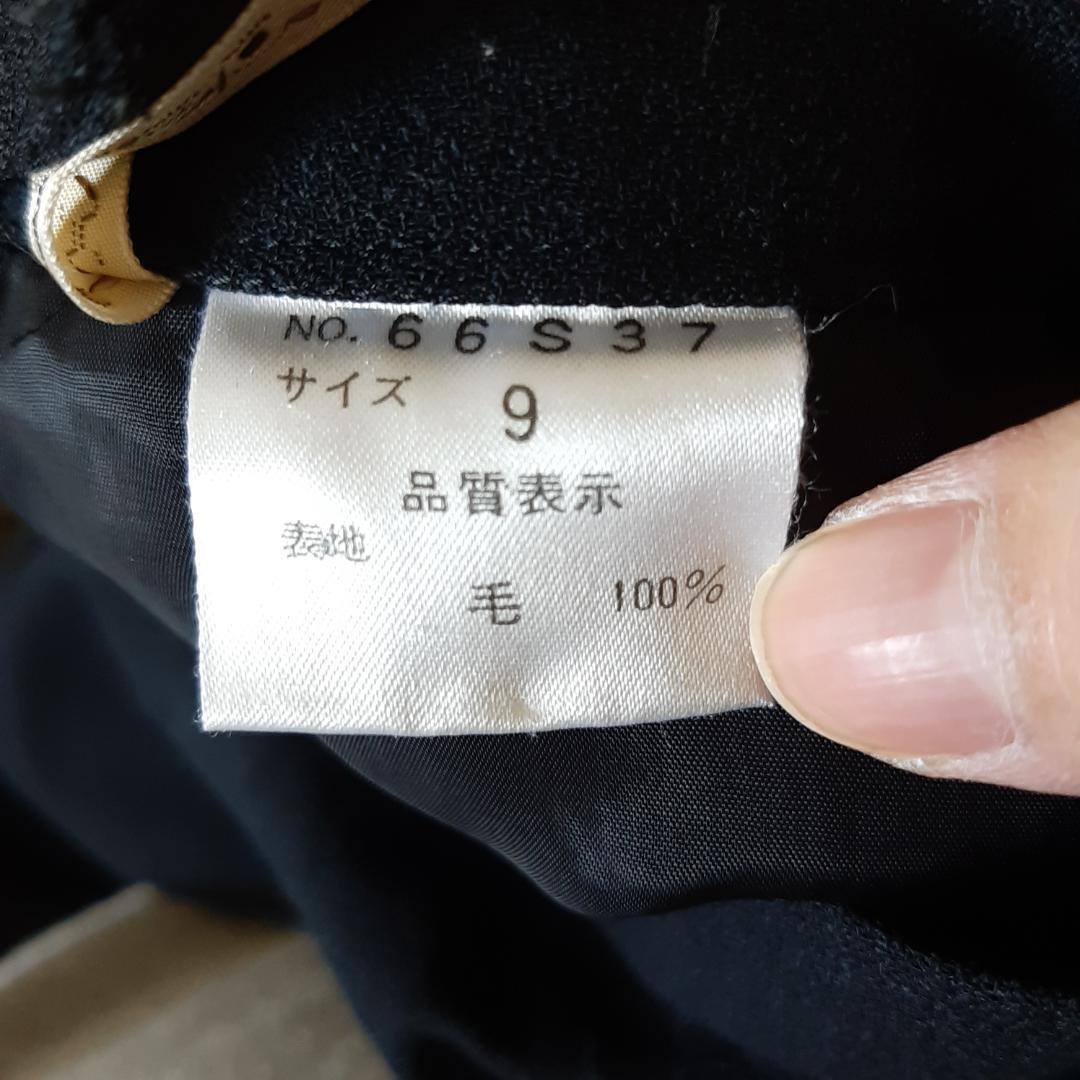 NO. 66S37
サイズ 9
品質表示
表地
毛 100%